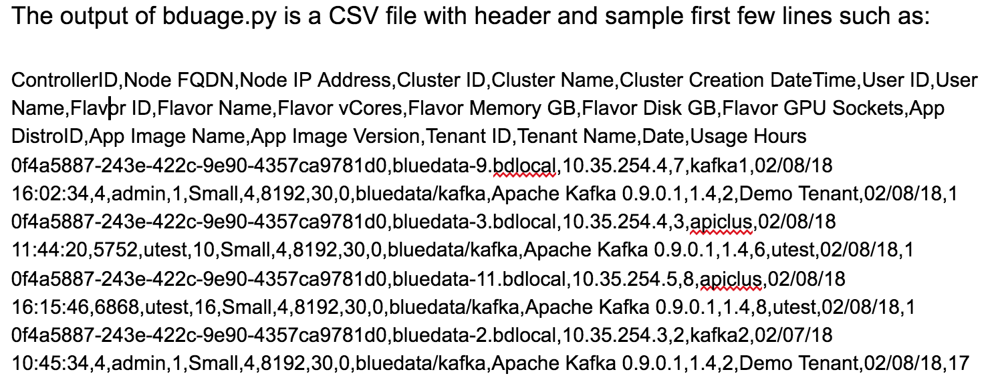 The output of bduage.py is a CSV file with header and sample first few lines such as:
ControllerID,Node FQDN,Node IP Address,Cluster ID,Cluster Name,Cluster Creation DateTime,User ID,User
Name,Flavor ID,Flavor Name,Flavor vCores,Flavor Memory GB,Flavor Disk GB,Flavor GPU Sockets,App
DistroID,App Image Name,App Image Version,Tenant ID,Tenant Name,Date,Usage Hours
0f4a5887-243e-422c-9e90-4357ca9781d0,bluedata-9.bdlocal,10.35.254.4,7,kafka1,02/08/18
16:02:34,4,admin,1,Small,4,8192,30,0,bluedata/kafka,Apache Kafka 0.9.0.1,1.4,2,Demo Tenant,02/08/18,1
0f4a5887-243e-422c-9e90-4357ca9781d0,bluedata-3.bdlocal,10.35.254.4,3,apiclus,02/08/18
11:44:20,5752,utest,10,Small,4,8192,30,0,bluedata/kafka,Apache Kafka 0.9.0.1,1.4,6,utest,02/08/18,1
0f4a5887-243e-422c-9e90-4357ca9781d0,bluedata-11.bdlocal,10.35.254.5,8,apiclus,02/08/18
16:15:46,6868,utest,16,Small,4,8192,30,0,bluedata/kafka,Apache Kafka 0.9.0.1,1.4,8,utest,02/08/18,1
0f4a5887-243e-422c-9e90-4357ca9781d0,bluedata-2.bdlocal,10.35.254.3,2,kafka2,02/07/18
10:45:34,4,admin,1,Small,4,8192,30,0,bluedata/kafka,Apache Kafka 0.9.0.1,1.4,2,Demo Tenant,02/08/18,17